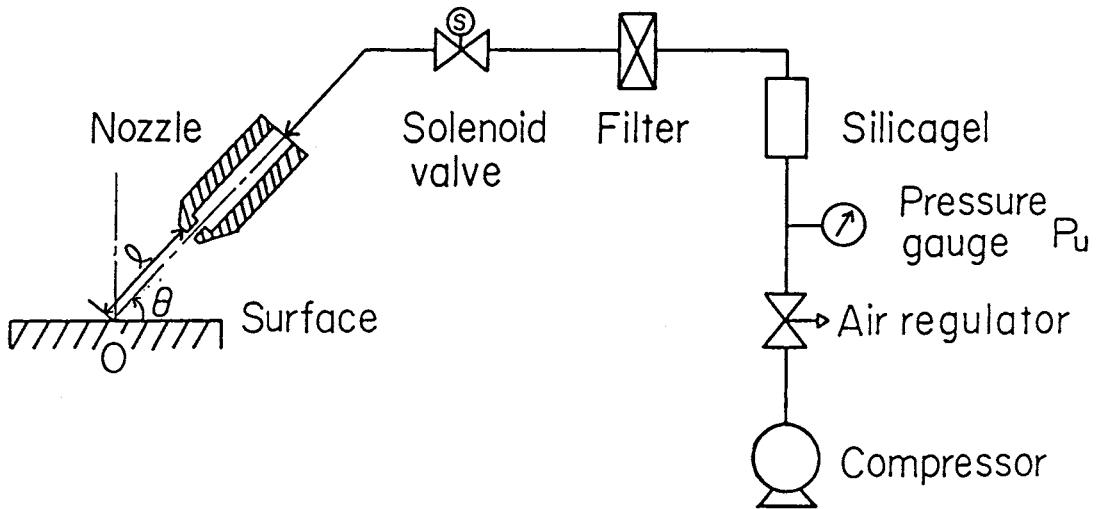 S
Nozzle
Solenoid
valve
Filter
Silicagel
Pressure
gauge Pu
ℓ
θ
Surface
O
Air regulator
Compressor